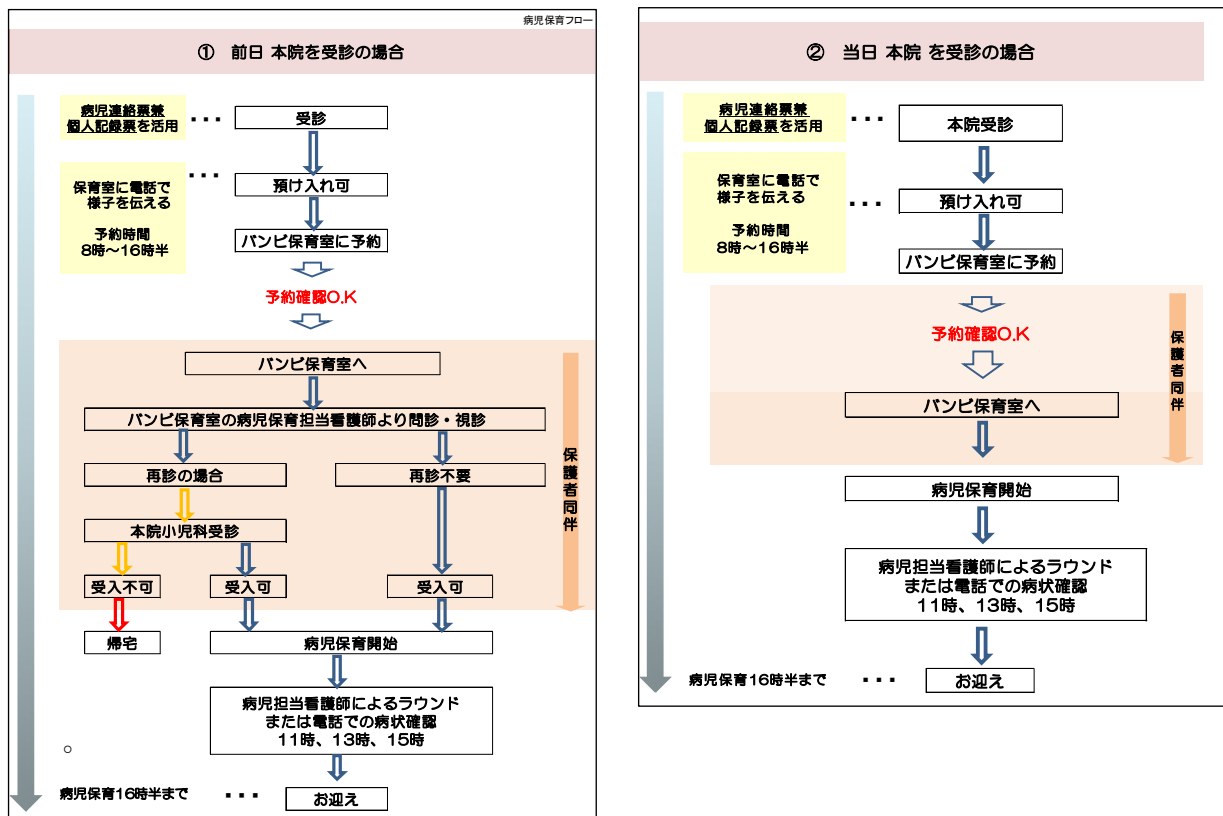 病児保育フロー
① 前日 本院を受診の場合
病児連絡票兼
個人記録票を活用
・・・
受診
保育室に電話で
様子を伝える
予約時間
8時～16時半
・・・
預け入れ可
バンビ保育室に予約
予約確認O.K
バンビ保育室へ
バンビ保育室の病児保育担当看護師より問診・視診
再診の場合
再診不要
本院小児科受診
受入不可
受入可
受入可
保護者同伴
帰宅
病児保育開始
病児担当看護師によるラウンド
または電話での病状確認
11時、13時、15時
。
病児保育16時半まで
・・・
お迎え
② 当日 本院 を受診の場合
病児連絡票兼
個人記録票を活用
・・・
本院受診
保育室に電話で
様子を伝える
予約時間
8時～16時半
・・・
預け入れ可
バンビ保育室に予約
予約確認O.K
バンビ保育室へ
保護者同伴
病児保育開始
病児担当看護師によるラウンド
または電話での病状確認
11時、13時、15時
病児保育16時半まで
・・・
お迎え